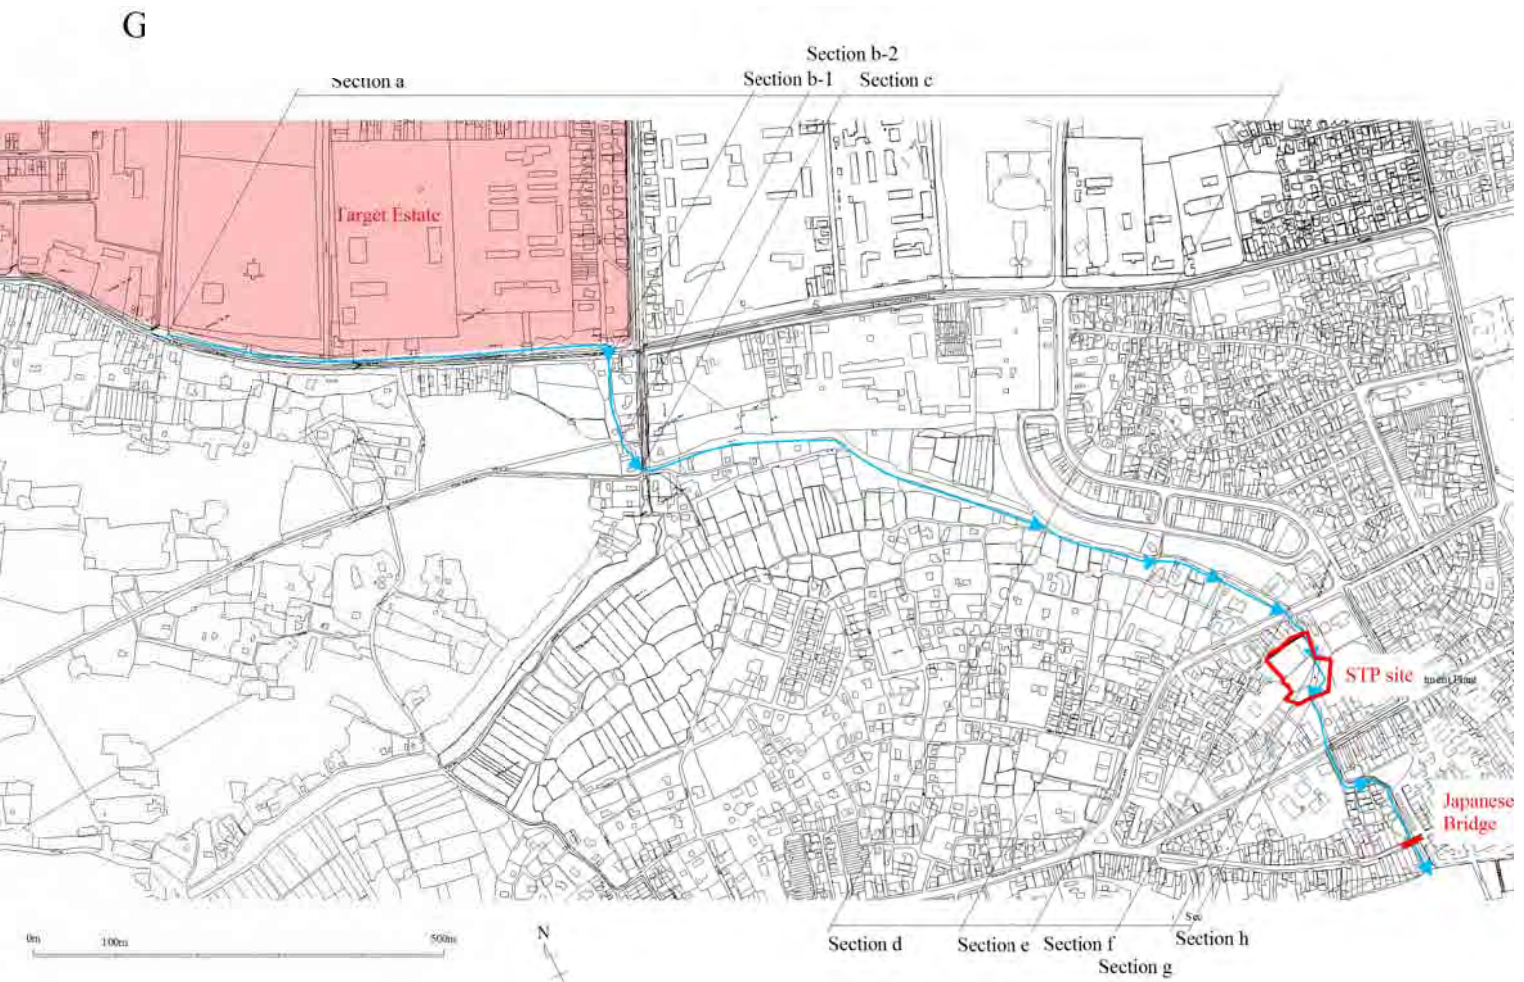 G
Section b-2
Section a
Section b-1
Section c
Target Estate
STP site
Japanese
Bridge
0m
100m
500m
N
Section d
Section e
Section f
Section g
Section h